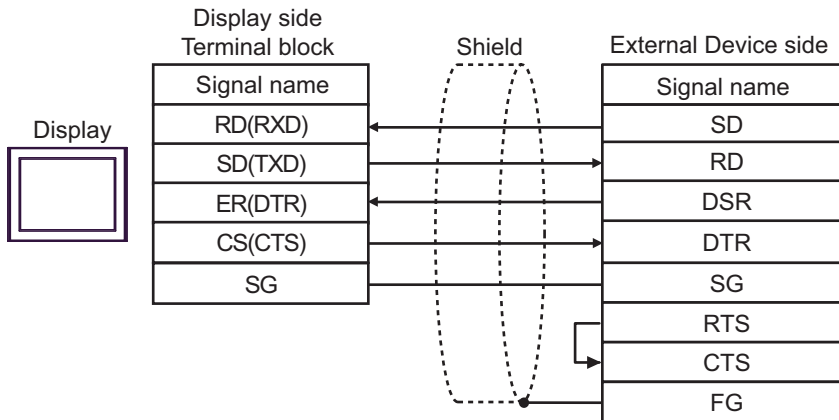 Display side
Terminal block
Shield
External Device side
Signal name
Signal name
Display
RD(RXD)
SD
SD(TXD)
RD
ER(DTR)
DSR
CS(CTS)
DTR
SG
SG
RTS
CTS
FG